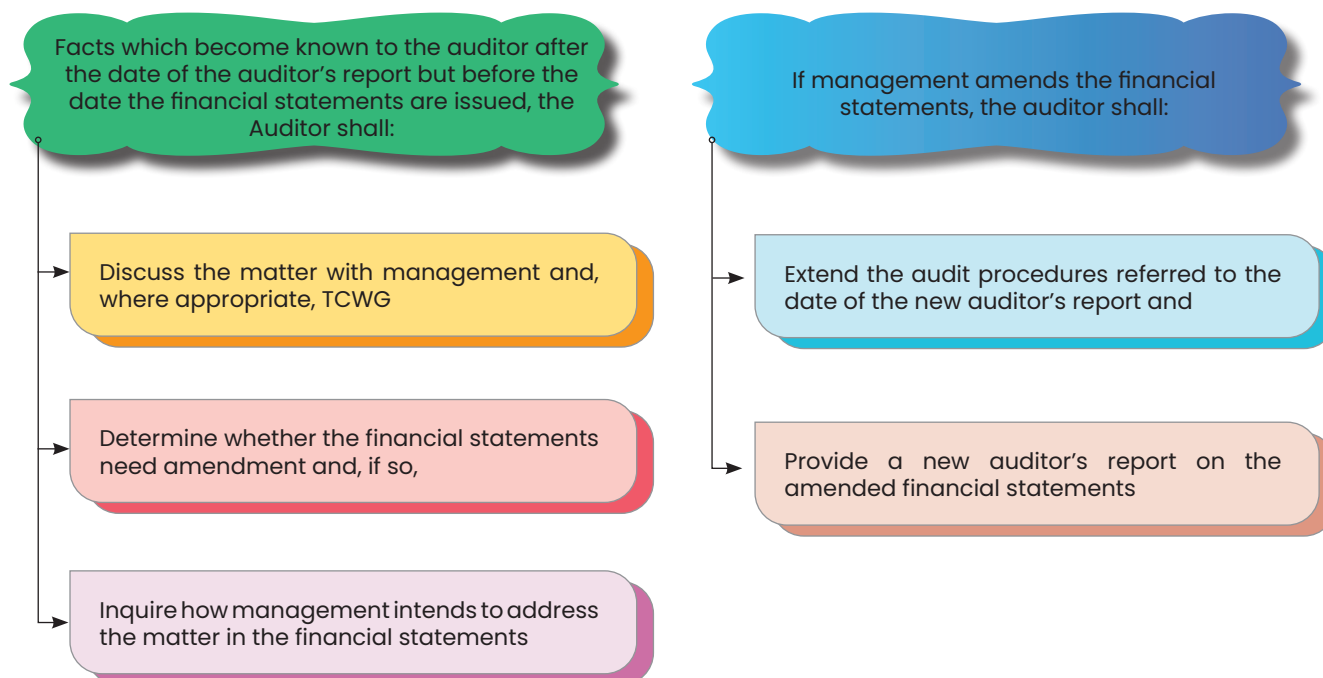 Facts which become known to the auditor after
the date of the auditor's report but before the
date the financial statements are issued, the
Auditor shall:
Discuss the matter with management and,
where appropriate, TCWG
Determine whether the financial statements
need amendment and, if so,
Inquire how management intends to address
the matter in the financial statements
If management amends the financial
statements, the auditor shall:
Extend the audit procedures referred to the
date of the new auditor's report and
Provide a new auditor's report on the
amended financial statements